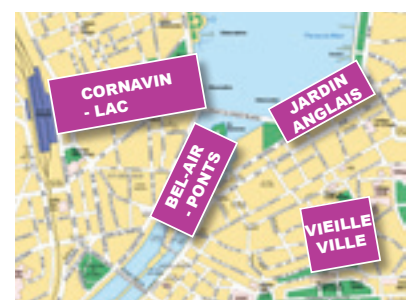 CORNAVIN
- LAC
JARDIN
ANGLAIS
BEL-AIR
- PONTS
VIEILLE
VILLE